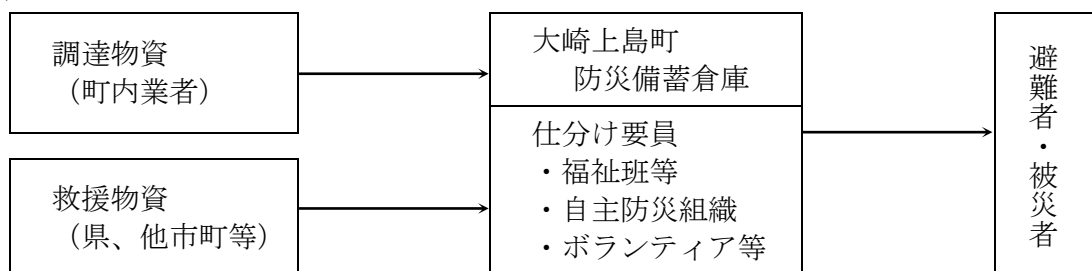 調達物資
（町内業者）
救援物資
（県、他市町等）
大崎上島町
防災備蓄倉庫
仕分け要員
・福祉班等
・自主防災組織
・ボランティア等
避難者・被災者